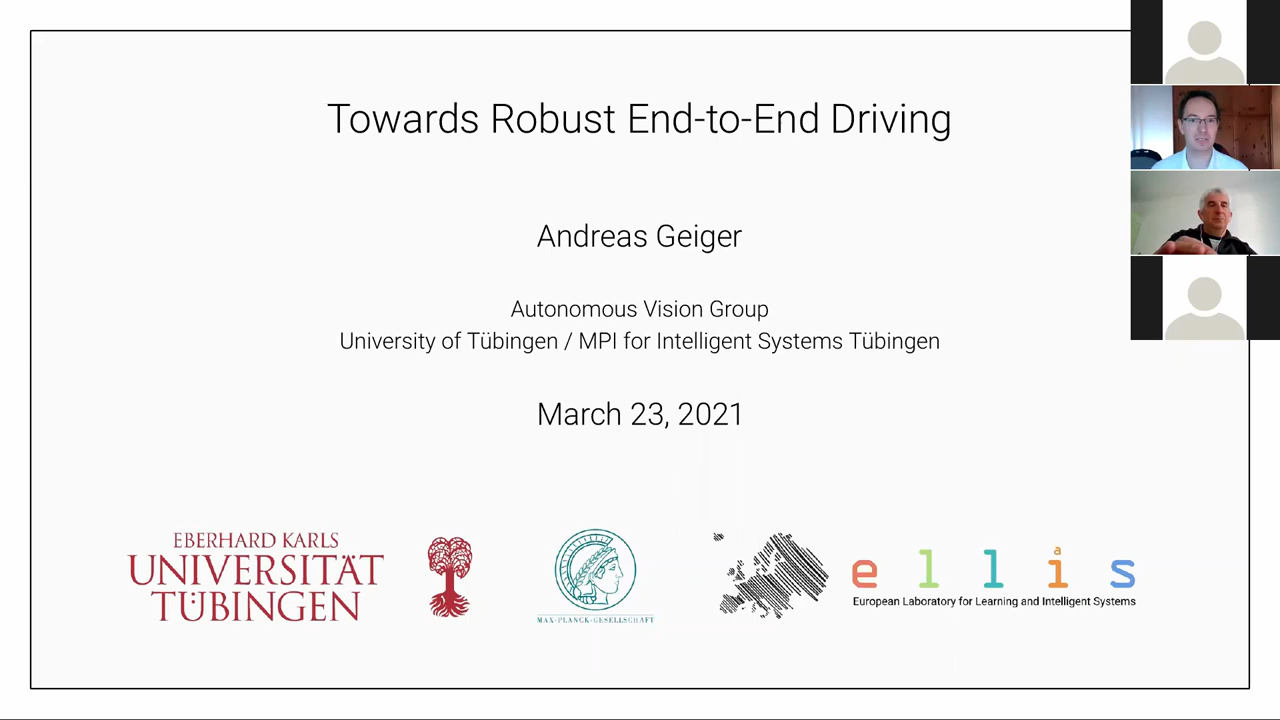 Towards Robust End-to-End Driving
Andreas Geiger
Autonomous Vision Group
University of Tübingen / MPI for Intelligent Systems Tübingen
March 23, 2021
EBERHARD KARLS
UNIVERSITÄT
TÜBINGEN
MAX-PLANCK-GESELLSCHAFT
a
ellis
European Laboratory for Learning and Intelligent Systems